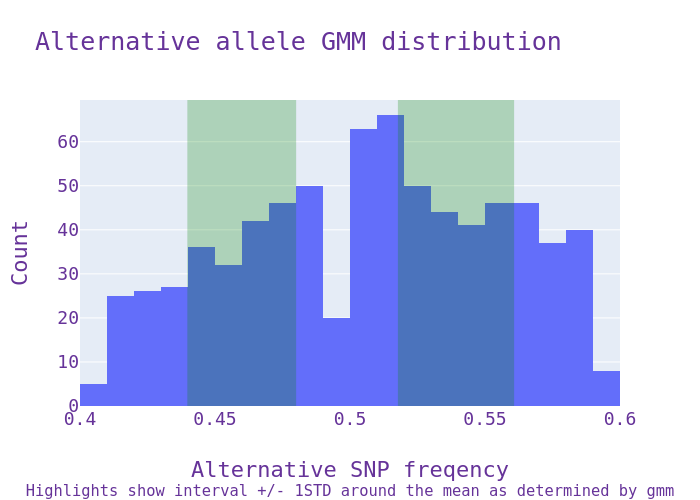 Alternative allele GMM distribution
Count
60
50
40
30
20
10
0
0.4 0.45 0.5 0.55 0.6
Alternative SNP freqency
Highlights show interval +/- 1STD around the mean as determined by gmm